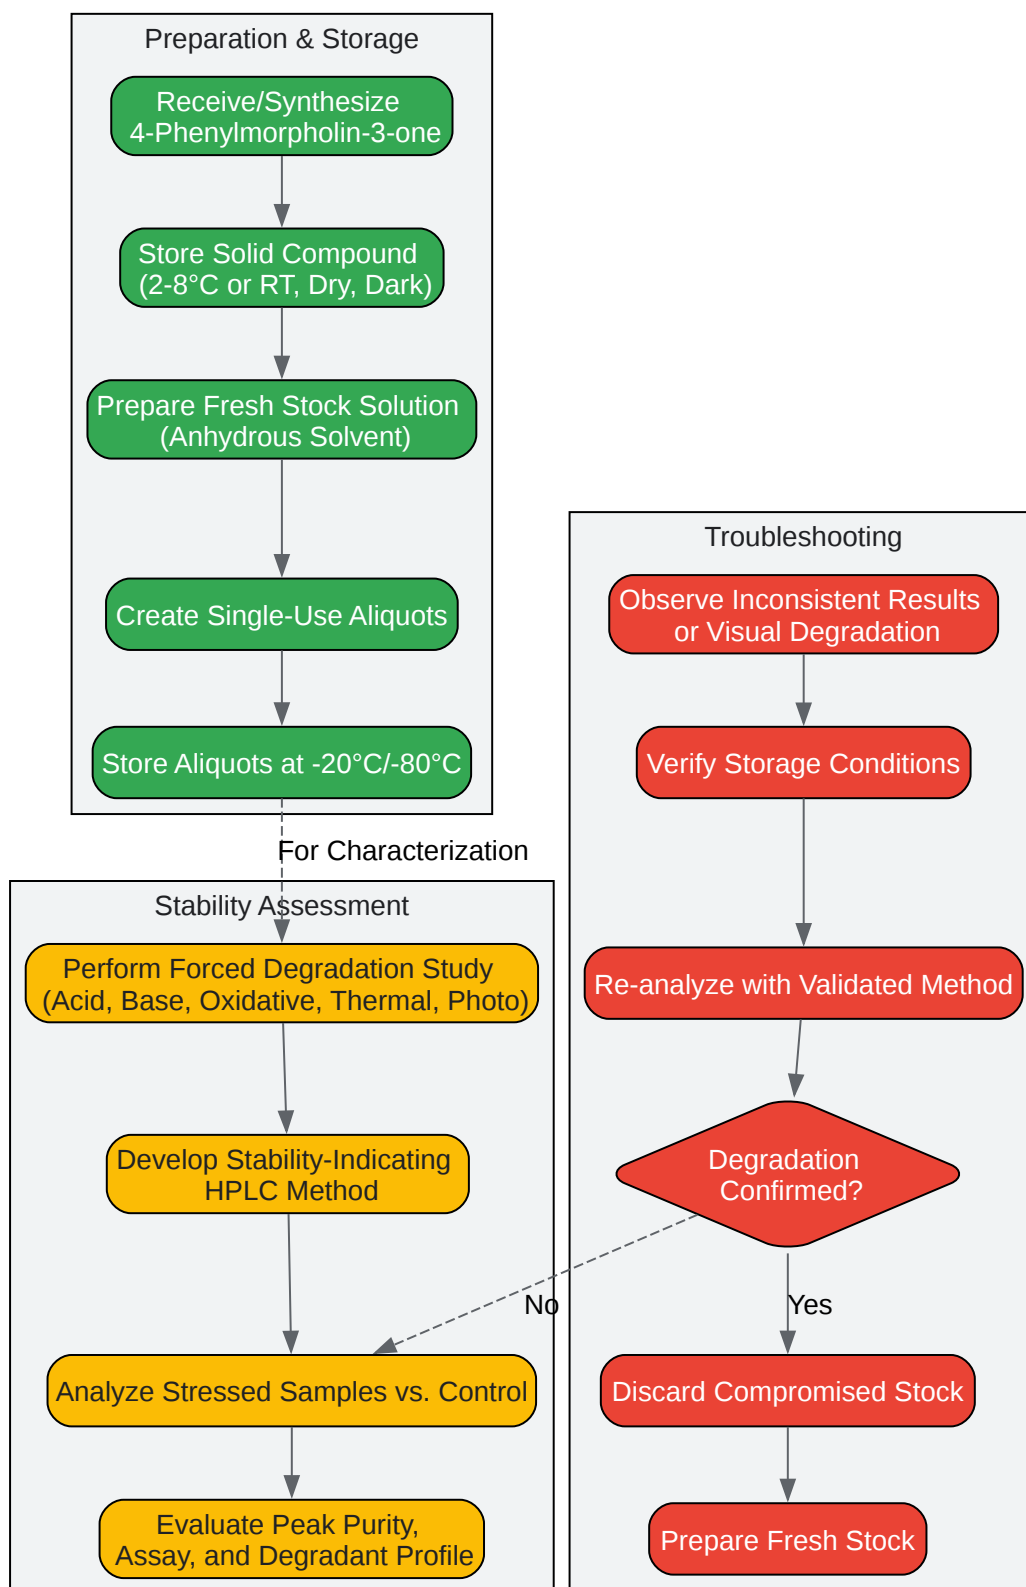 Preparation & Storage
Receive/Synthesize
4-Phenylmorpholin-3-one
Store Solid Compound
(2-8°C or RT, Dry, Dark)
Prepare Fresh Stock Solution
(Anhydrous Solvent)
Create Single-Use Aliquots
Store Aliquots at -20°C/-80°C
For Characterization
Stability Assessment
Perform Forced Degradation Study
(Acid, Base, Oxidative, Thermal, Photo)
Develop Stability-Indicating
HPLC Method
Analyze Stressed Samples vs. Control
Evaluate Peak Purity,
Assay, and Degradant Profile
Troubleshooting
Observe Inconsistent Results
or Visual Degradation
Verify Storage Conditions
Re-analyze with Validated Method
Degradation
Confirmed?
No
Yes
Discard Compromised Stock
Prepare Fresh Stock